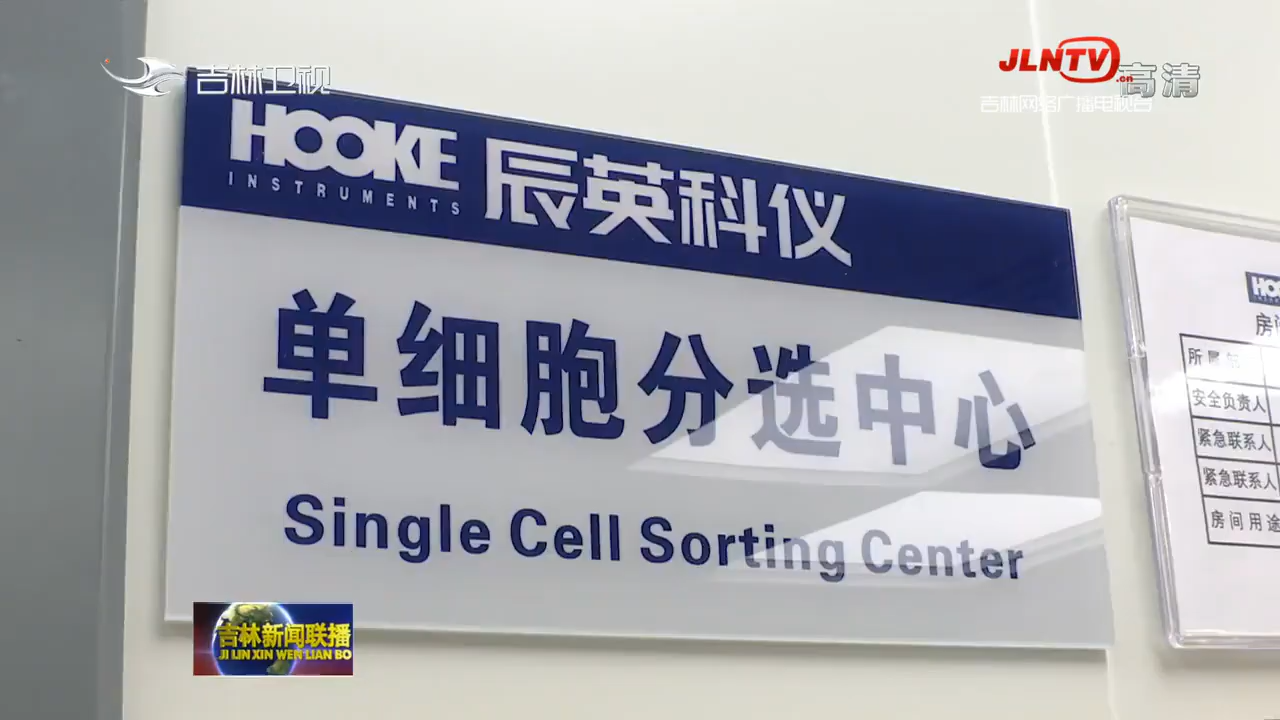 吉林卫视
JLNTV.cn
高清
吉林网络广播电视台
HOOKE
INSTRUMENTS
辰英科仪
单细胞分选中心
Single Cell Sorting Center
所属
安全负责人
紧急联系人
紧急联系人
房间用途
吉林新闻联播
JI LIN XIN WEN LIAN BO